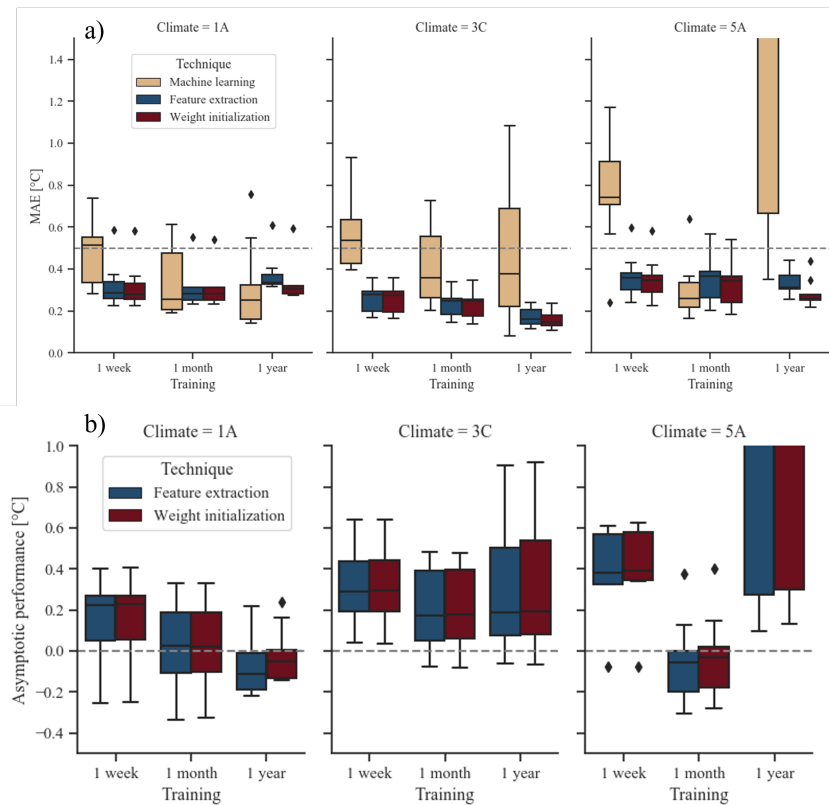 a)
Climate = 1A
Climate = 3C
Climate = 5A
MAE [°C]
1.4
1.2
1.0
0.8
0.6
0.4
0.2
0.0
Technique
Machine learning
Feature extraction
Weight initialization
1 week 1 month 1 year
Training
1 week 1 month 1 year
Training
1 week 1 month 1 year
Training
b)
Climate = 1A
Climate = 3C
Climate = 5A
Asymptotic performance [°C]
1.0
0.8
0.6
0.4
0.2
0.0
−0.2
−0.4
Technique
Feature extraction
Weight initialization
1 week 1 month 1 year
Training
1 week 1 month 1 year
Training
1 week 1 month 1 year
Training